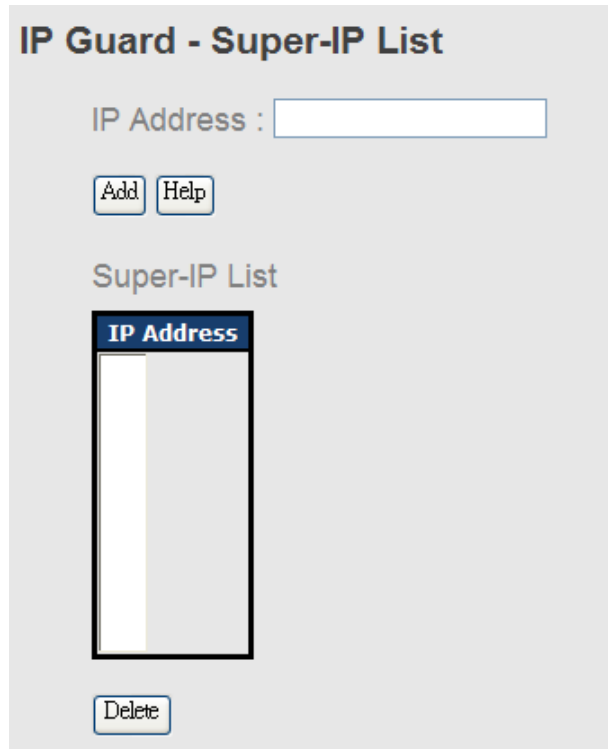 IP Guard - Super-IP List
IP Address :
Add Help
Super-IP List
IP Address
Delete